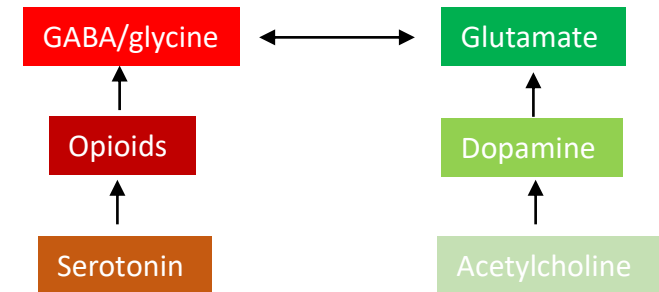 GABA/glycine
Glutamate
Opioids
Dopamine
Serotonin
Acetylcholine